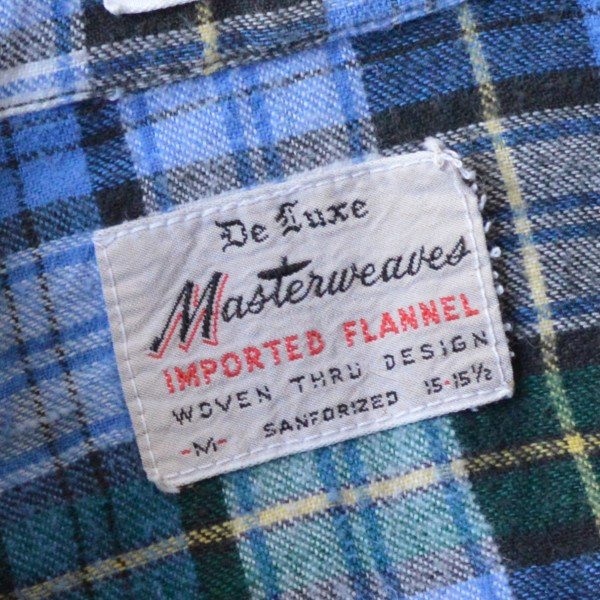 De Luxe
Masterweaves
IMPORTED FLANNEL
WOVEN THRU DESIGN
-M- SANFORIZED 15-15½